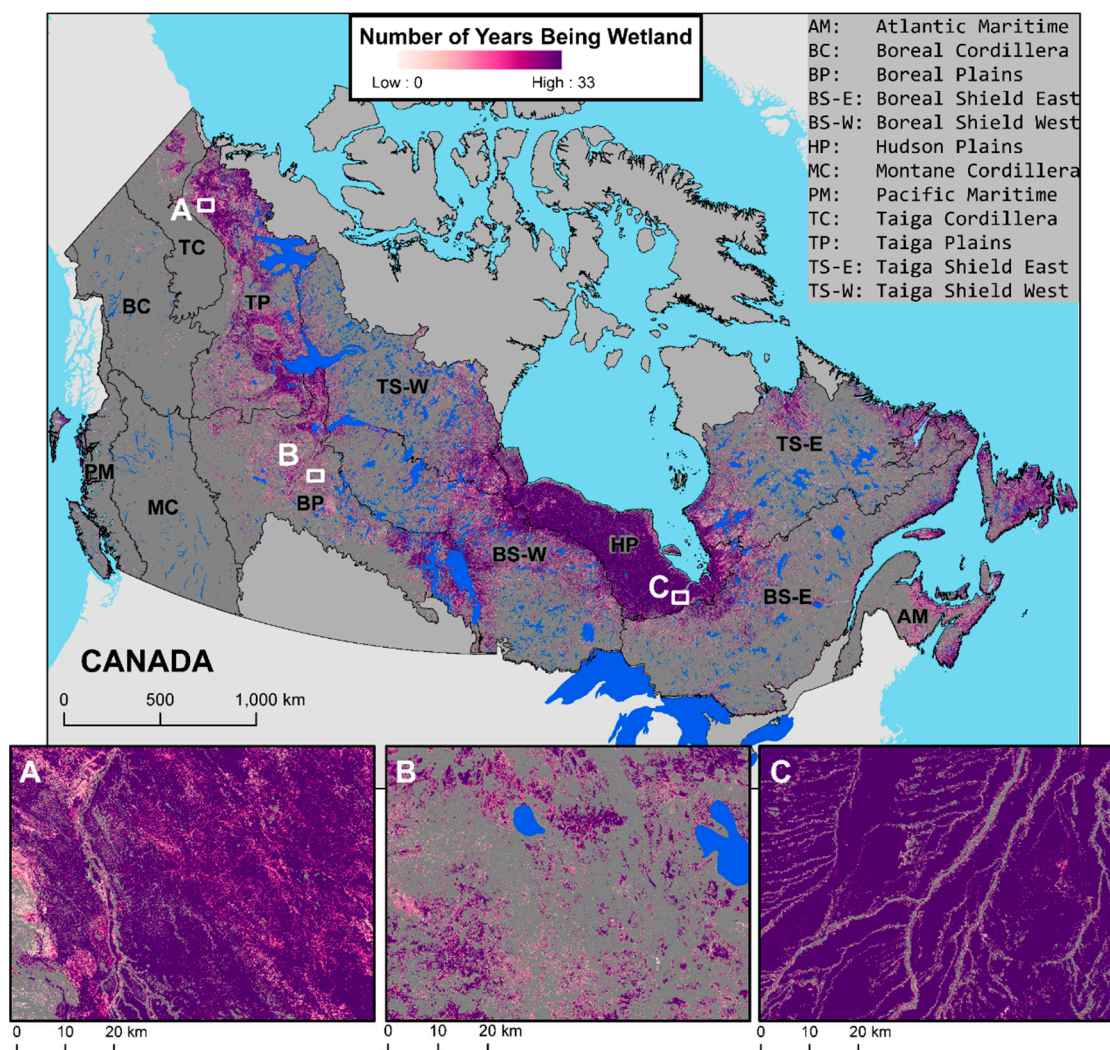 Number of Years Being Wetland
Low : 0 High : 33
AM: Atlantic Maritime
BC: Boreal Cordillera
BP: Boreal Plains
BS-E: Boreal Shield East
BS-W: Boreal Shield West
HP: Hudson Plains
MC: Montane Cordillera
PM: Pacific Maritime
TC: Taiga Cordillera
TP: Taiga Plains
TS-E: Taiga Shield East
TS-W: Taiga Shield West
A
TC
BC
TP
TS-W
TS-E
B
PM
BP
MC
HP
BS-W
C
BS-E
AM
CANADA
0 500 1,000 km
A
B
C
0 10 20 km
0 10 20 km
0 10 20 km